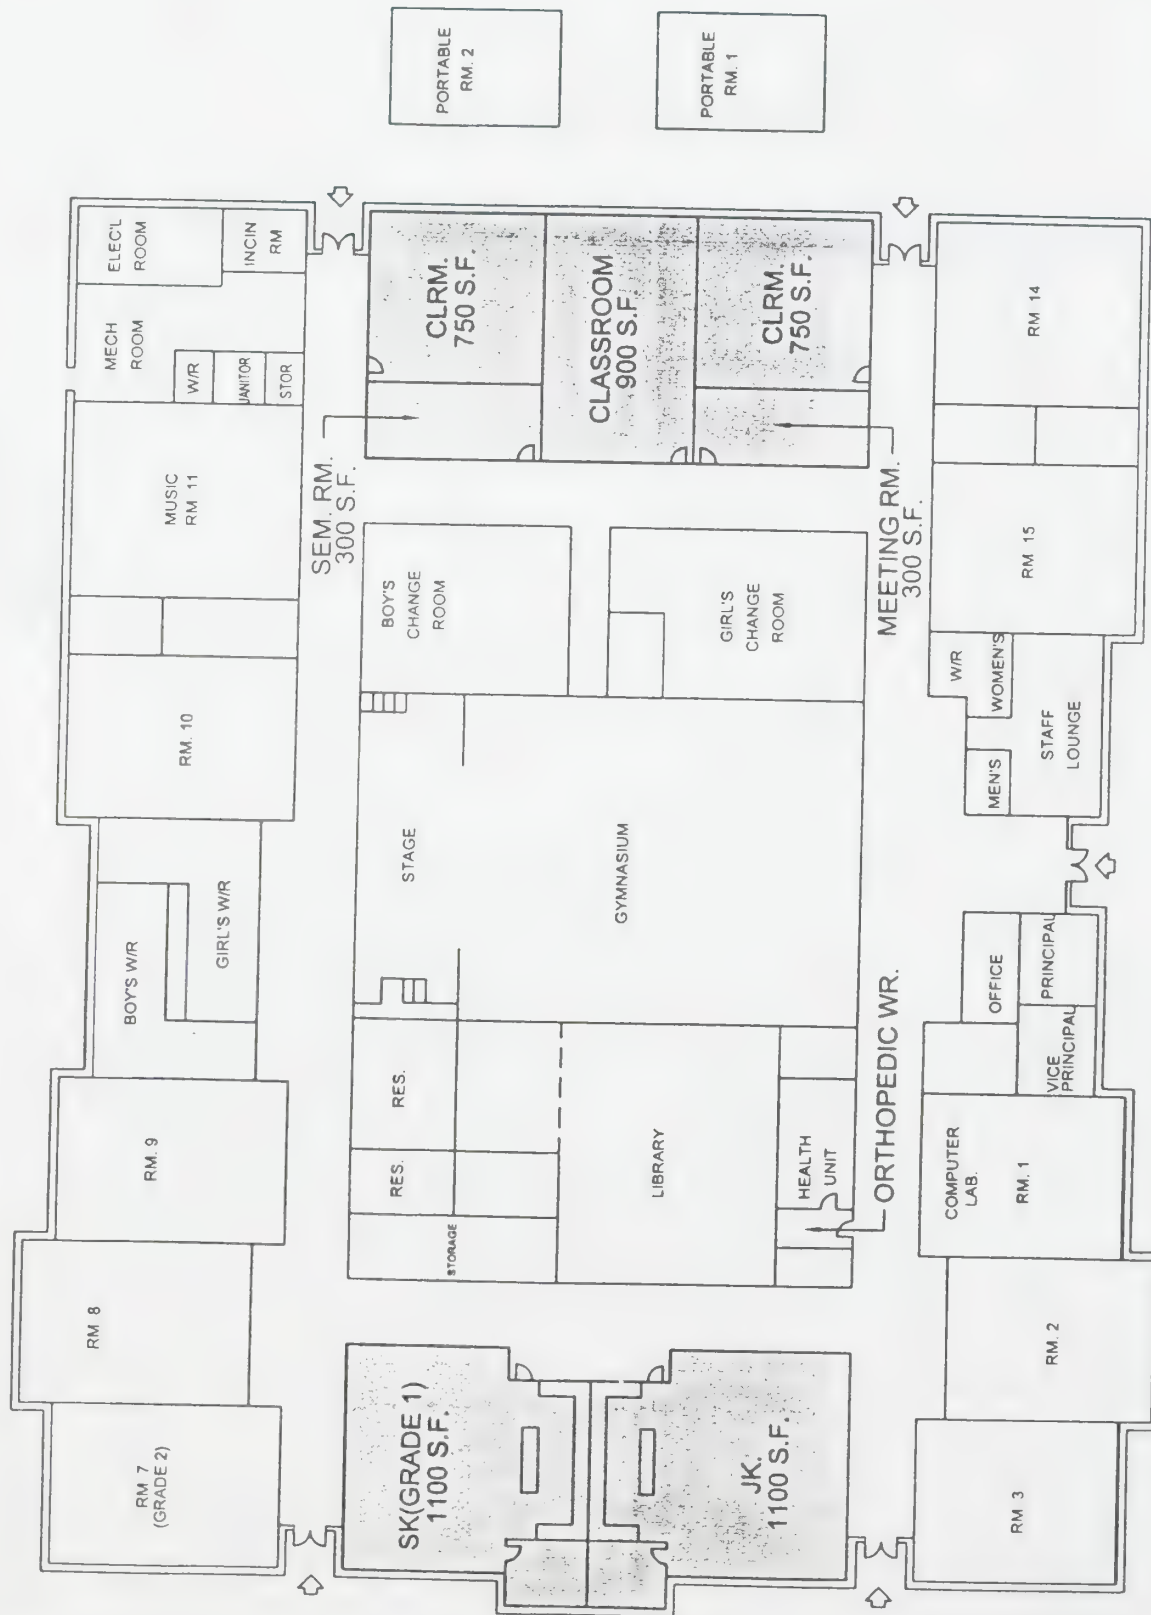 PORTABLE
RM. 2
PORTABLE
RM. 1
ELEC'L
ROOM
INCIN
RM
MECH
ROOM
W/R
JANITOR
STOR
MUSIC
RM 11
RM. 10
GIRL'S W/R
BOY'S W/R
RM. 9
RM 8
RM 7
(GRADE 2)
CLRM.
750 S.F.
CLASSROOM
900 S.F.
CLRM.
750 S.F.
SEM. RM.
300 S.F.
MEETING RM.
300 S.F.
BOY'S
CHANGE
ROOM
GIRL'S
CHANGE
ROOM
STAGE
GYMNASIUM
RES.
RES.
STORAGE
LIBRARY
HEALTH
UNIT
ORTHOPEDIC WR.
SK(GRADE 1)
1100 S.F.
JK.
1100 S.F.
RM 14
RM 15
W/R
WOMEN'S
MEN'S
STAFF
LOUNGE
OFFICE
PRINCIPAL
VICE
PRINCIPAL
COMPUTER
LAB.
RM. 1
RM. 2
RM 3